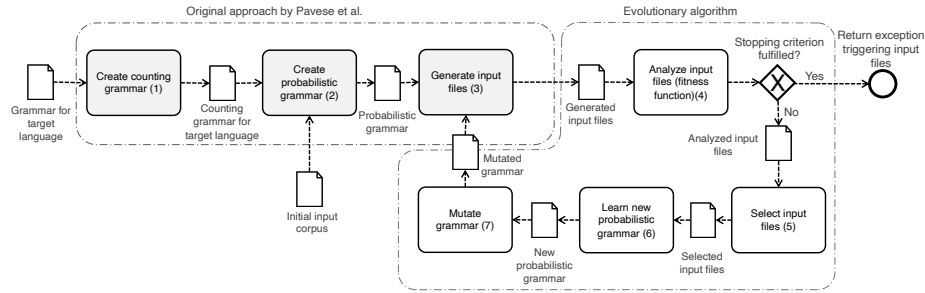 Original approach by Pavese et al.
Evolutionary algorithm
Grammar for
target
language
Create counting
grammar (1)
Counting
grammar for
target language
Create
probabilistic
grammar (2)
Initial input
corpus
Probabilistic
grammar
Generate input
files (3)
Generated
input files
Analyze input
files (fitness
function)(4)
Stopping criterion
fulfilled?
X
Yes
Return exception
triggering input
files
No
Analyzed input
files
Select input
files (5)
Selected
input files
Learn new
probabilistic
grammar (6)
New
probabilistic
grammar
Mutate
grammar (7)
Mutated
grammar